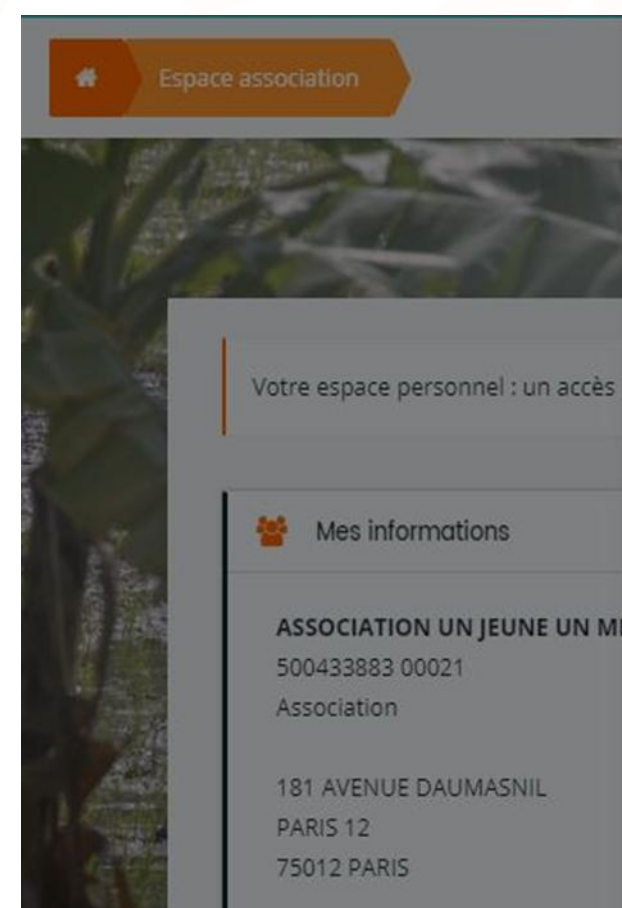 Espace association
Votre espace personnel : un accès
Mes informations
ASSOCIATION UN JEUNE UN
500433883 00021
Association
181 AVENUE DAUMASNIL
PARIS 12
75012 PARIS